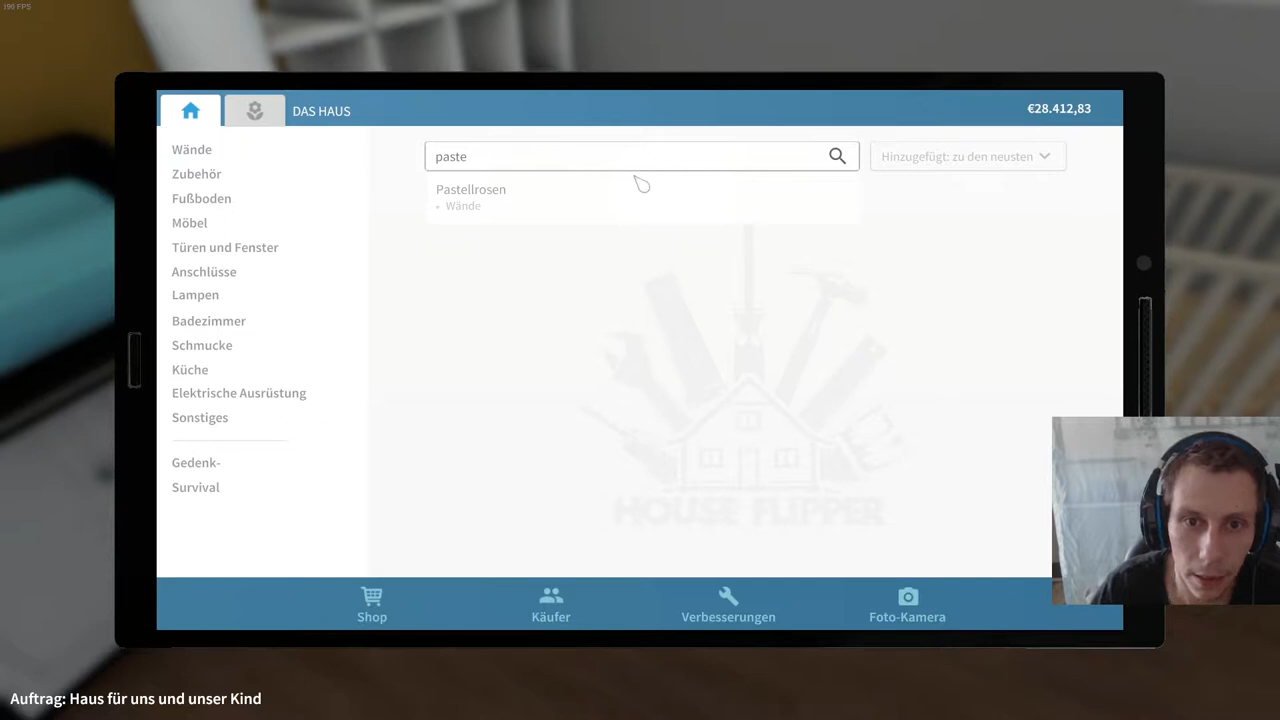 190 FPS
DAS HAUS
€28.412,83
Wände
Zubehör
Fußboden
Möbel
Türen und Fenster
Anschlüsse
Lampen
Badezimmer
Schmucke
Küche
Elektrische Ausrüstung
Sonstiges
Gedenk-
Survival
paste
Hinzugefügt: zu den neusten
Pastellrosen
Wände
HOUSE FLIPPER
Shop
Käufer
Verbesserungen
Foto-Kamera
Auftrag: Haus für uns und unser Kind